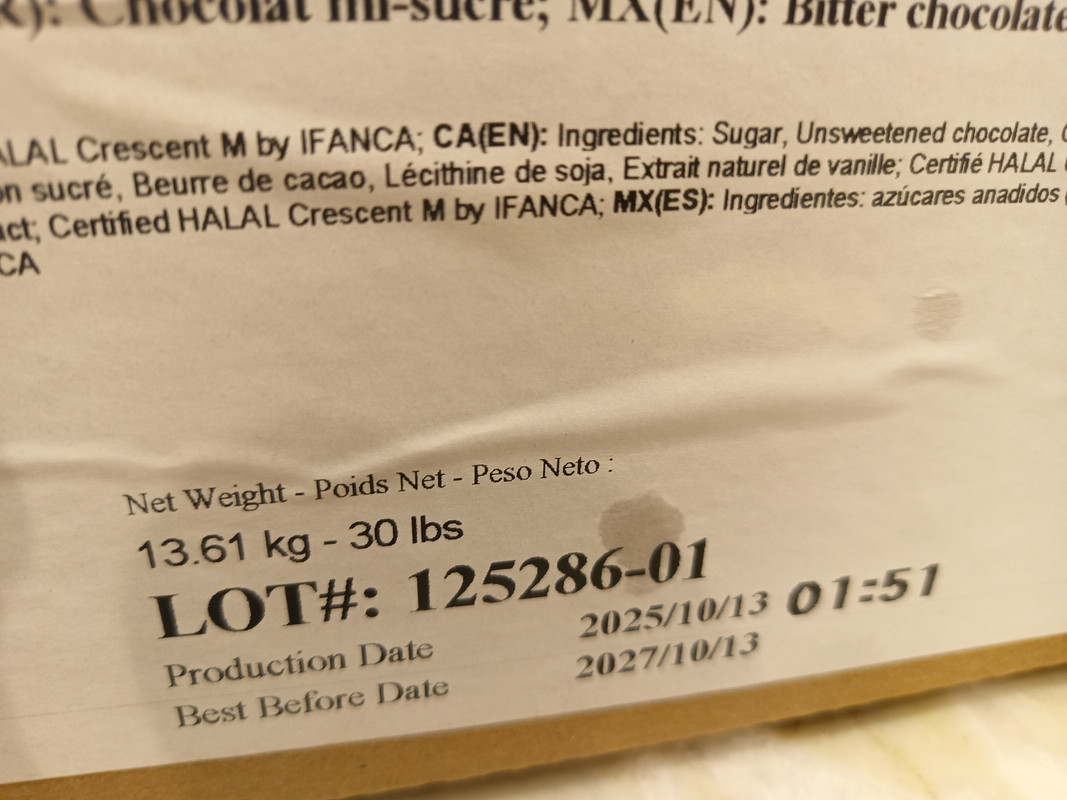 Chocolat mi-sucré; MX(EN): Bitter chocolate
HALAL Crescent M by IFANCA; CA(EN): Ingredients: Sugar, Unsweetened chocolate,
sucré, Beurre de cacao, Lécithine de soja, Extrait naturel de vanille; Certifié HALAL
Certified HALAL Crescent M by IFANCA; MX(ES): Ingredientes: azúcares anadidos
CA
Net Weight - Poids Net - Peso Neto :
13.61 kg - 30 lbs
LOT#: 125286-01
Production Date 2025/10/13 01:51
Best Before Date 2027/10/13